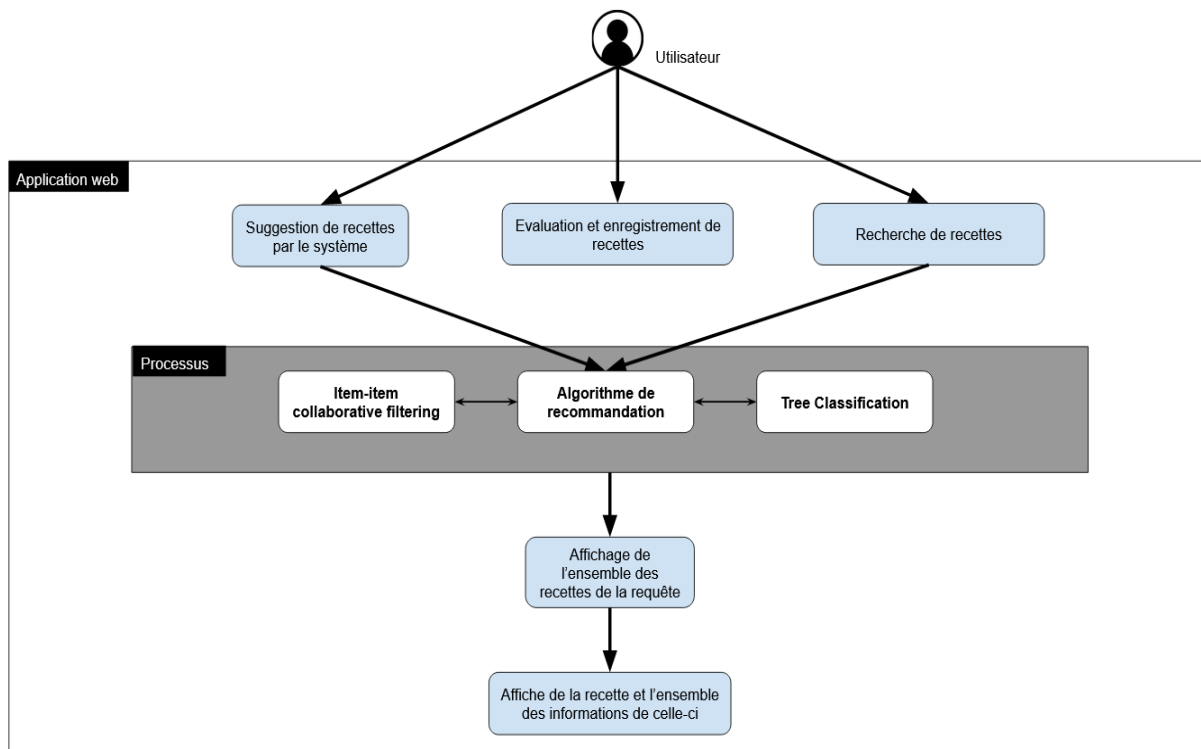 Utilisateur
Application web
Suggestion de recettes
par le système
Evaluation et enregistrement de
recettes
Recherche de recettes
Processus
Item-item
collaborative filtering
Algorithme de
recommandation
Tree Classification
Affichage de
l'ensemble des
recettes de la requête
Affiche de la recette et l'ensemble
des informations de celle-ci